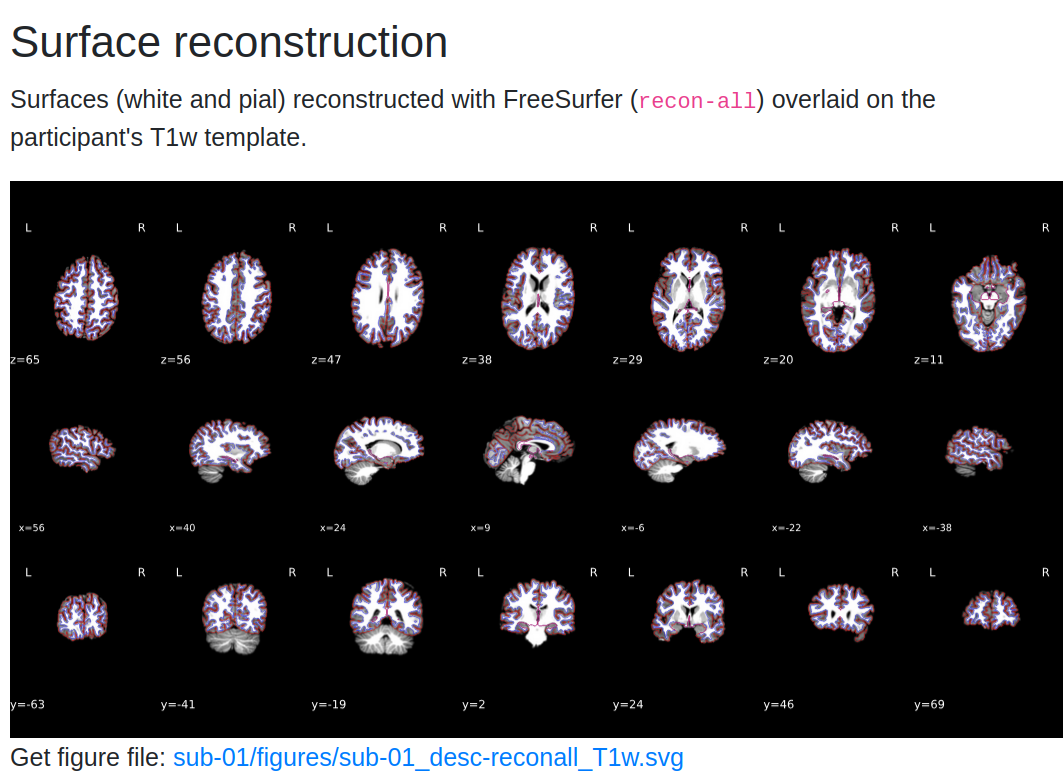 Surface reconstruction
Surfaces (white and pial) reconstructed with FreeSurfer (recon-all) overlaid on the
participant's T1w template.
L R L R L R L R L R L R L R
z=65 z=56 z=47 z=38 z=29 z=20 z=11
x=56 x=40 x=24 x=9 x=-6 x=-22 x=-38
L R L R L R L R L R L R L R
y=-63 y=-41 y=-19 y=2 y=24 y=46 y=69
Get figure file: sub-01/figures/sub-01_desc-reconall_T1w.svg